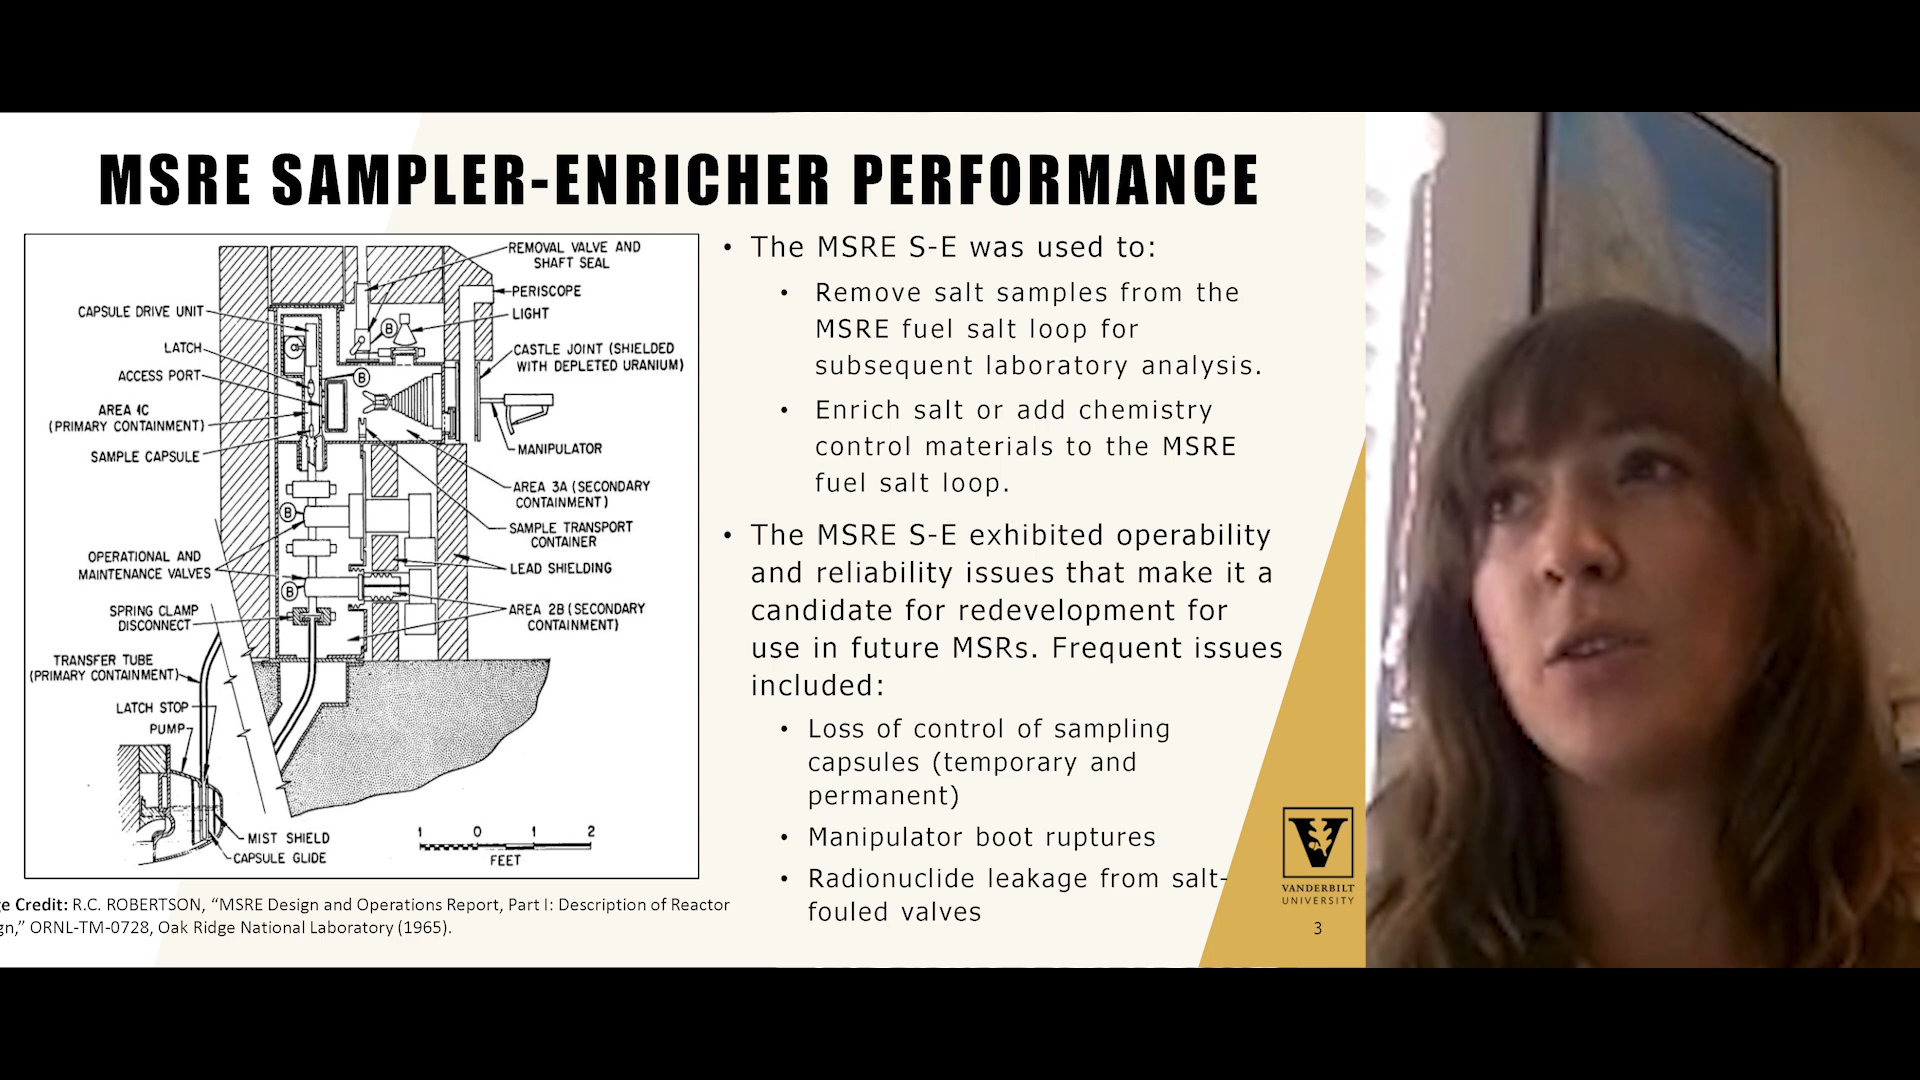 MSRE SAMPLER-ENRICHER PERFORMANCE
REMOVAL VALVE AND
SHAFT SEAL
PERISCOPE
LIGHT
CASTLE JOINT (SHIELDED
WITH DEPLETED URANIUM)
MANIPULATOR
AREA 3A (SECONDARY
CONTAINMENT)
SAMPLE TRANSPORT
CONTAINER
LEAD SHIELDING
AREA 2B (SECONDARY
CONTAINMENT)
CAPSULE DRIVE UNIT
LATCH
ACCESS PORT
AREA 1C
(PRIMARY CONTAINMENT)
SAMPLE CAPSULE
OPERATIONAL AND
MAINTENANCE VALVES
SPRING CLAMP
DISCONNECT
TRANSFER TUBE
(PRIMARY CONTAINMENT)
LATCH STOP
PUMP
MIST SHIELD
CAPSULE GLIDE
B
B
B
B
1 0 1 2
FEET
• The MSRE S-E was used to:
• Remove salt samples from the
MSRE fuel salt loop for
subsequent laboratory analysis.
• Enrich salt or add chemistry
control materials to the MSRE
fuel salt loop.
• The MSRE S-E exhibited operability
and reliability issues that make it a
candidate for redevelopment for
use in future MSRs. Frequent issues
included:
• Loss of control of sampling
capsules (temporary and
permanent)
• Manipulator boot ruptures
• Radionuclide leakage from salt-
fouled valves
ge Credit: R.C. ROBERTSON, “MSRE Design and Operations Report, Part I: Description of Reactor
gn,” ORNL-TM-0728, Oak Ridge National Laboratory (1965).
V
VANDERBILT
UNIVERSITY
3